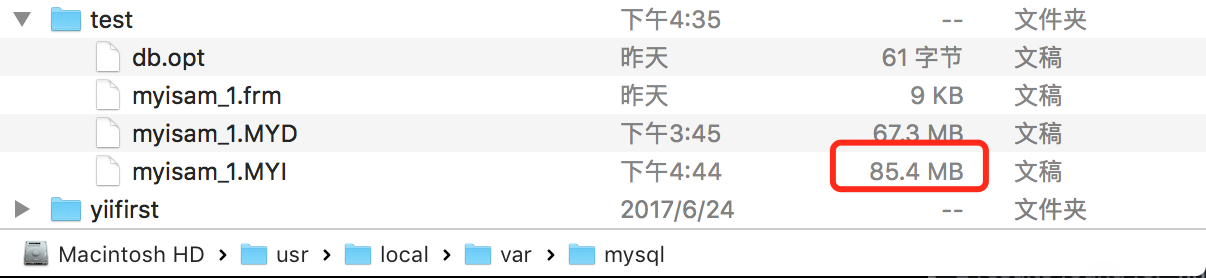 test 下午4:35 -- 文件夹
db.opt 昨天 61 字节 文稿
myisam_1.frm 昨天 9 KB 文稿
myisam_1.MYD 下午3:45 67.3 MB 文稿
myisam_1.MYI 下午4:44 85.4 MB 文稿
yiifirst 2017/6/24 -- 文件夹
Macintosh HD › usr › local › var › mysql